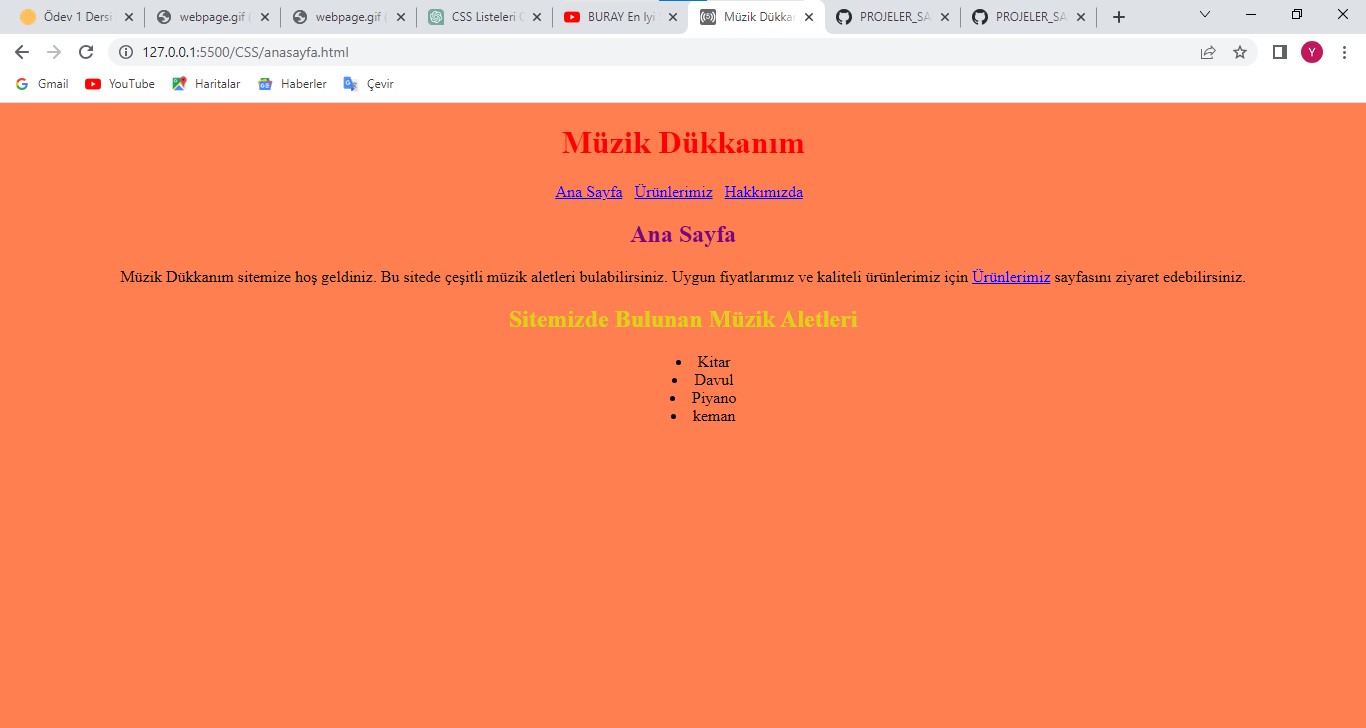 Ödev 1 Dersi
webpage.gif (
webpage.gif (
CSS Listeleri
BURAY En İyi
Müzik Dükka
PROJELER_SA
PROJELER_SA
127.0.0.1:5500/CSS/anasayfa.html
Y
Gmail YouTube Haritalar Haberler Çevir
Müzik Dükkanım
Ana Sayfa Ürünlerimiz Hakkımızda
Ana Sayfa
Müzik Dükkanım sitemize hoş geldiniz. Bu sitede çeşitli müzik aletleri bulabilirsiniz. Uygun fiyatlarımız ve kaliteli ürünlerimiz için Ürünlerimiz sayfasını ziyaret edebilirsiniz.
Sitemizde Bulunan Müzik Aletleri
• Kitar
• Davul
• Piyano
• keman